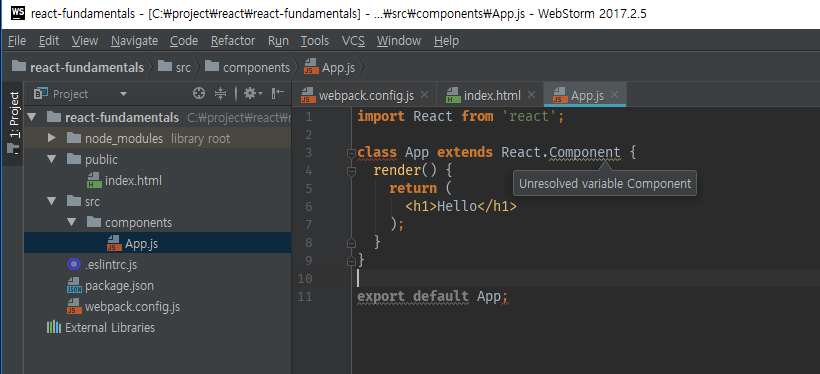 WS react-fundamentals - [C:₩project₩react₩react-fundamentals] - ...₩src₩components₩App.js - WebStorm 2017.2.5
File Edit View Navigate Code Refactor Run Tools VCS Window Help
react-fundamentals src components App.js
1: Project
Project
react-fundamentals C:₩project₩react₩r
node_modules library root
public
index.html
src
components
App.js
.eslintrc.js
package.json
webpack.config.js
External Libraries
webpack.config.js index.html App.js
1 import React from 'react';
2
3 class App extends React.Component {
4 render() {
Unresolved variable Component
5 return (
6 <h1>Hello</h1>
7 );
8 }
9 }
10
11 export default App;